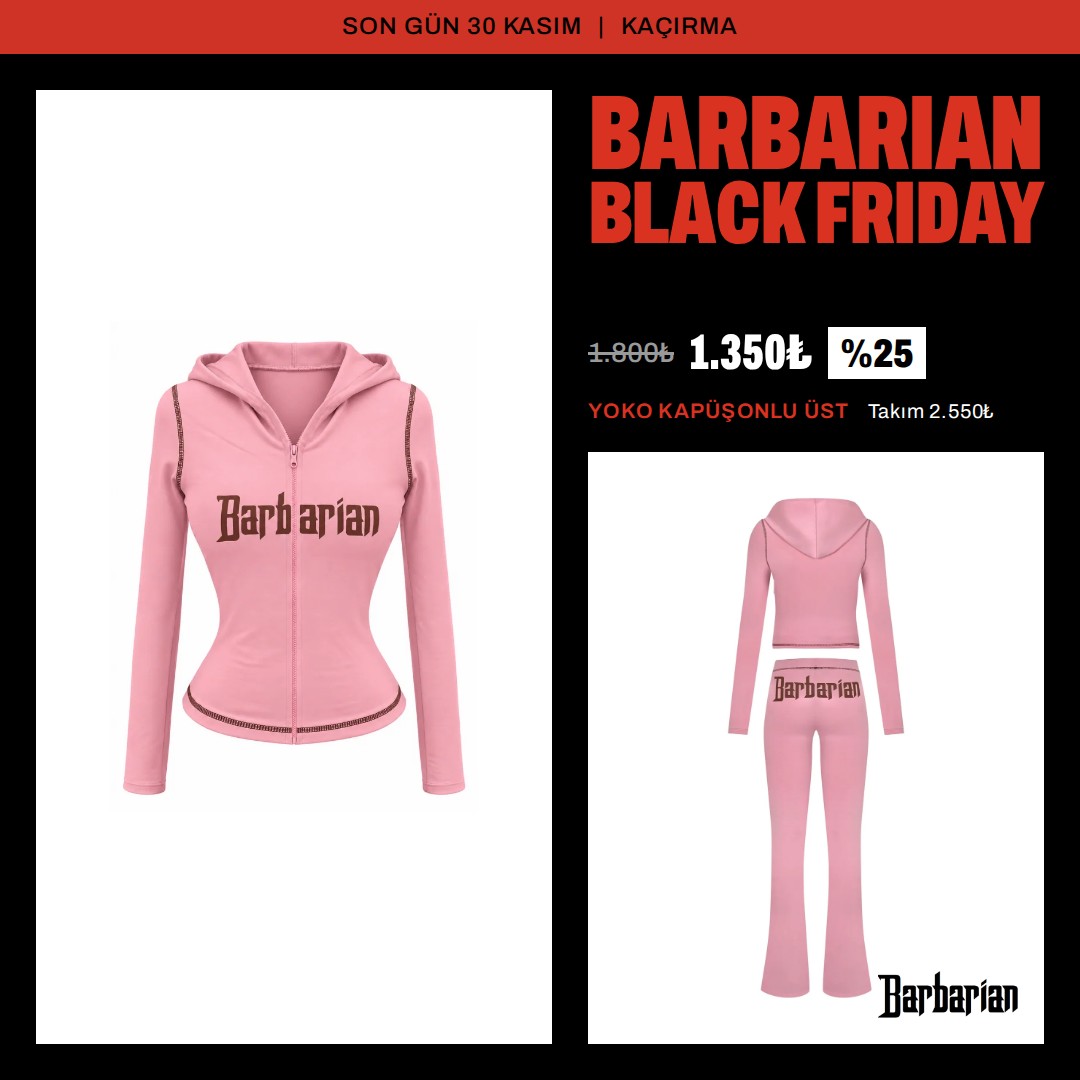 SON GÜN 30 KASIM | KAÇIRMA
BARBARIAN
BLACK FRIDAY
1.800₺ 1.350₺ %25
YOKO KAPÜŞONLU ÜST Takım 2.550₺
Barbarian
Barbarian
Barbarian